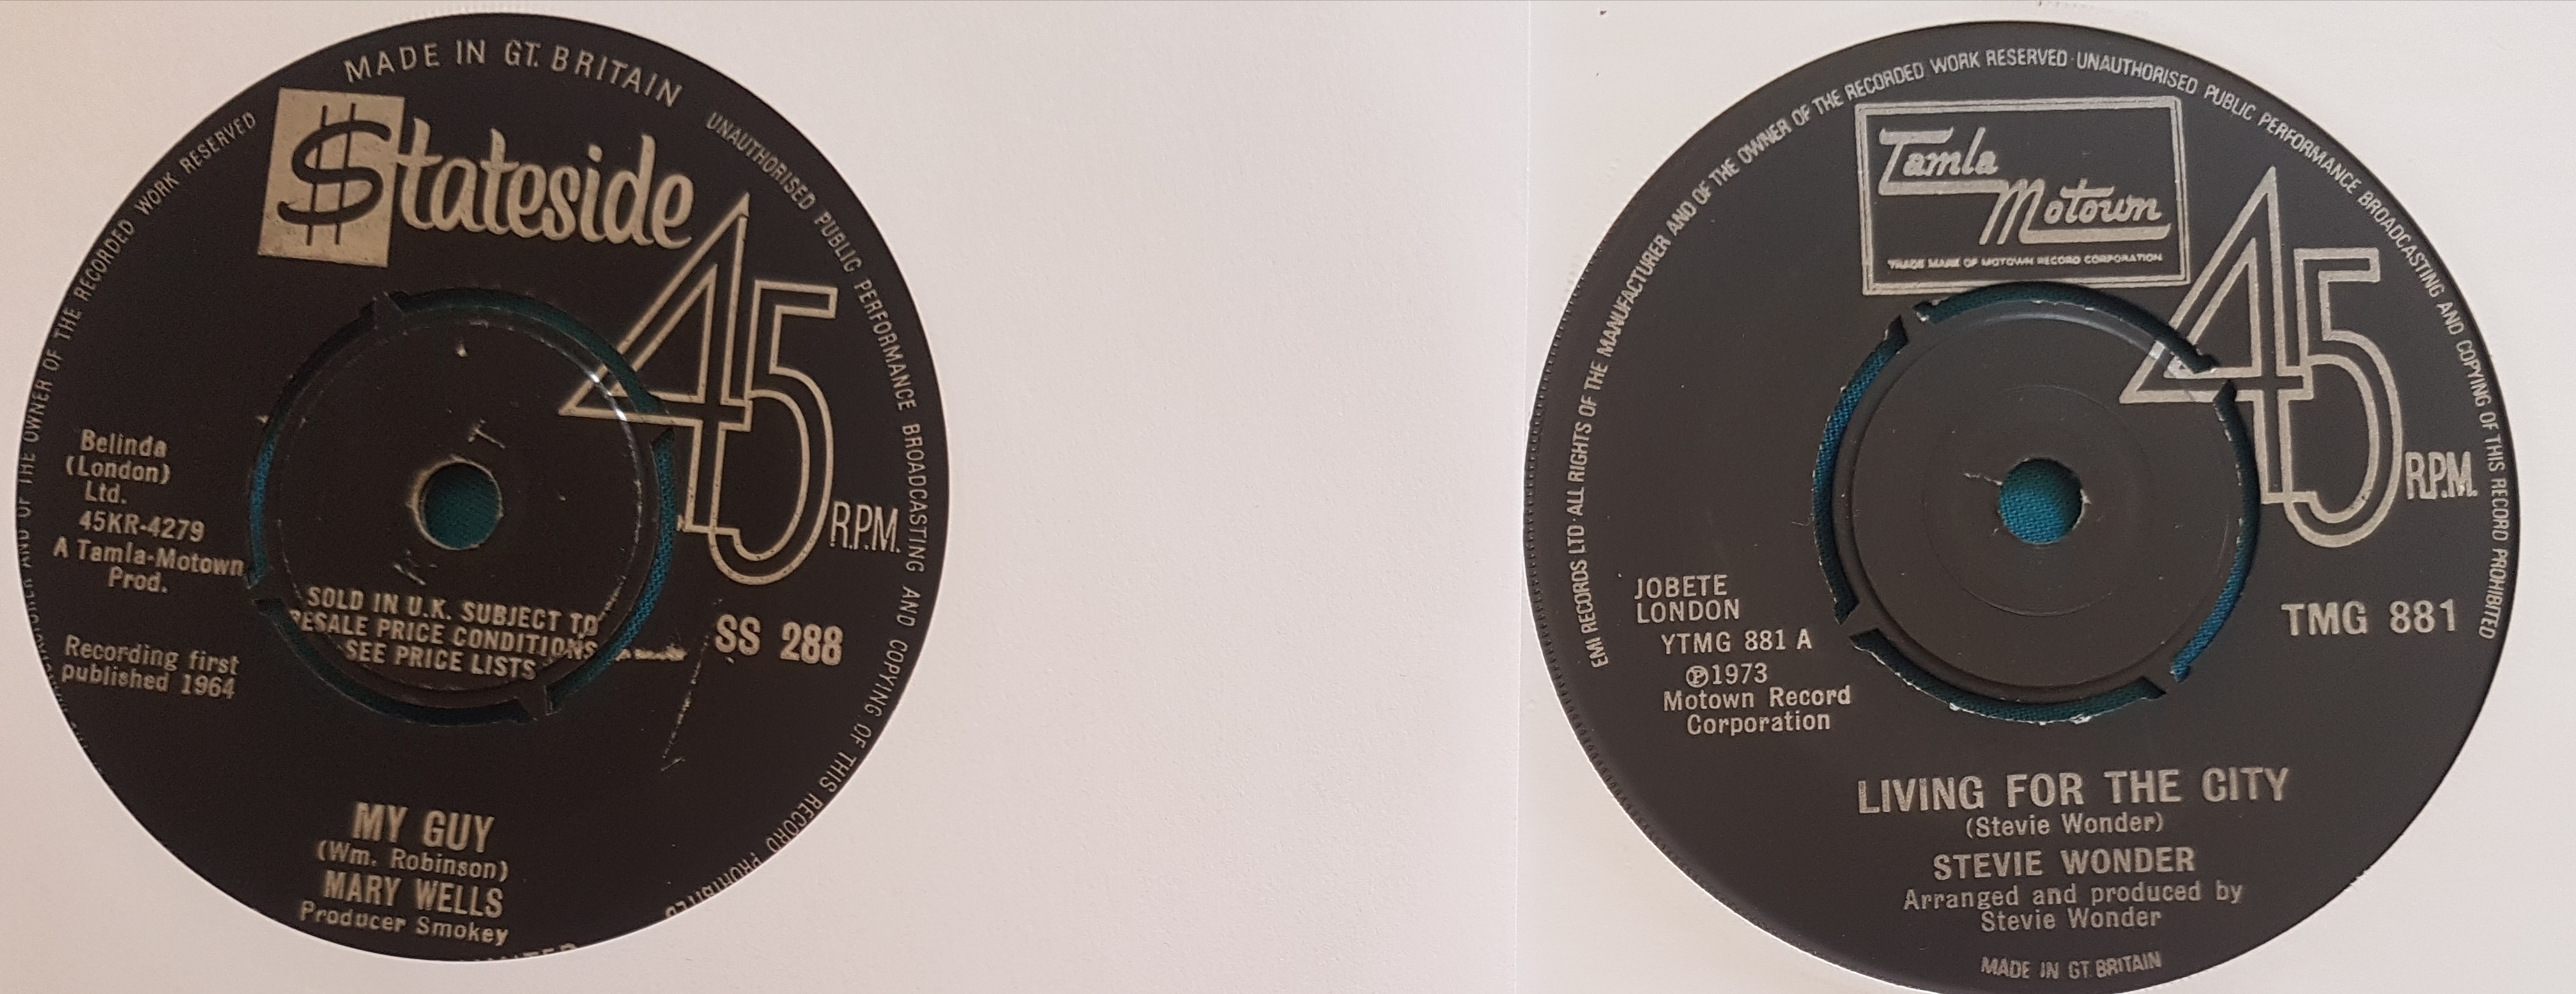 MADE IN GT. BRITAIN
UNAUTHORISED PUBLIC PERFORMANCE BROADCASTING AND COPYING OF THIS RECORD PROHIBITED
MANUFACTURER AND OF THE OWNER OF THE RECORDED WORK RESERVED
$tateside
45
R.P.M.
Belinda
(London)
Ltd.
45KR-4279
A Tamla-Motown
Prod.
SOLD IN U.K. SUBJECT TO
RESALE PRICE CONDITIONS
SEE PRICE LISTS
SS 288
Recording first
published 1964
MY GUY
(Wm. Robinson)
MARY WELLS
Producer Smokey
EMI RECORDS LTD·ALL RIGHTS OF THE MANUFACTURER AND OF THE OWNER OF THE RECORDED WORK RESERVED·UNAUTHORISED PUBLIC PERFORMANCE BROADCASTING AND COPYING OF THIS RECORD PROHIBITED
Tamla
Motown
TRADE MARK OF MOTOWN RECORD CORPORATION
45
R.P.M.
JOBETE
LONDON
YTMG 881 A
℗1973
Motown Record
Corporation
TMG 881
LIVING FOR THE CITY
(Stevie Wonder)
STEVIE WONDER
Arranged and produced by
Stevie Wonder
MADE IN GT. BRITAIN